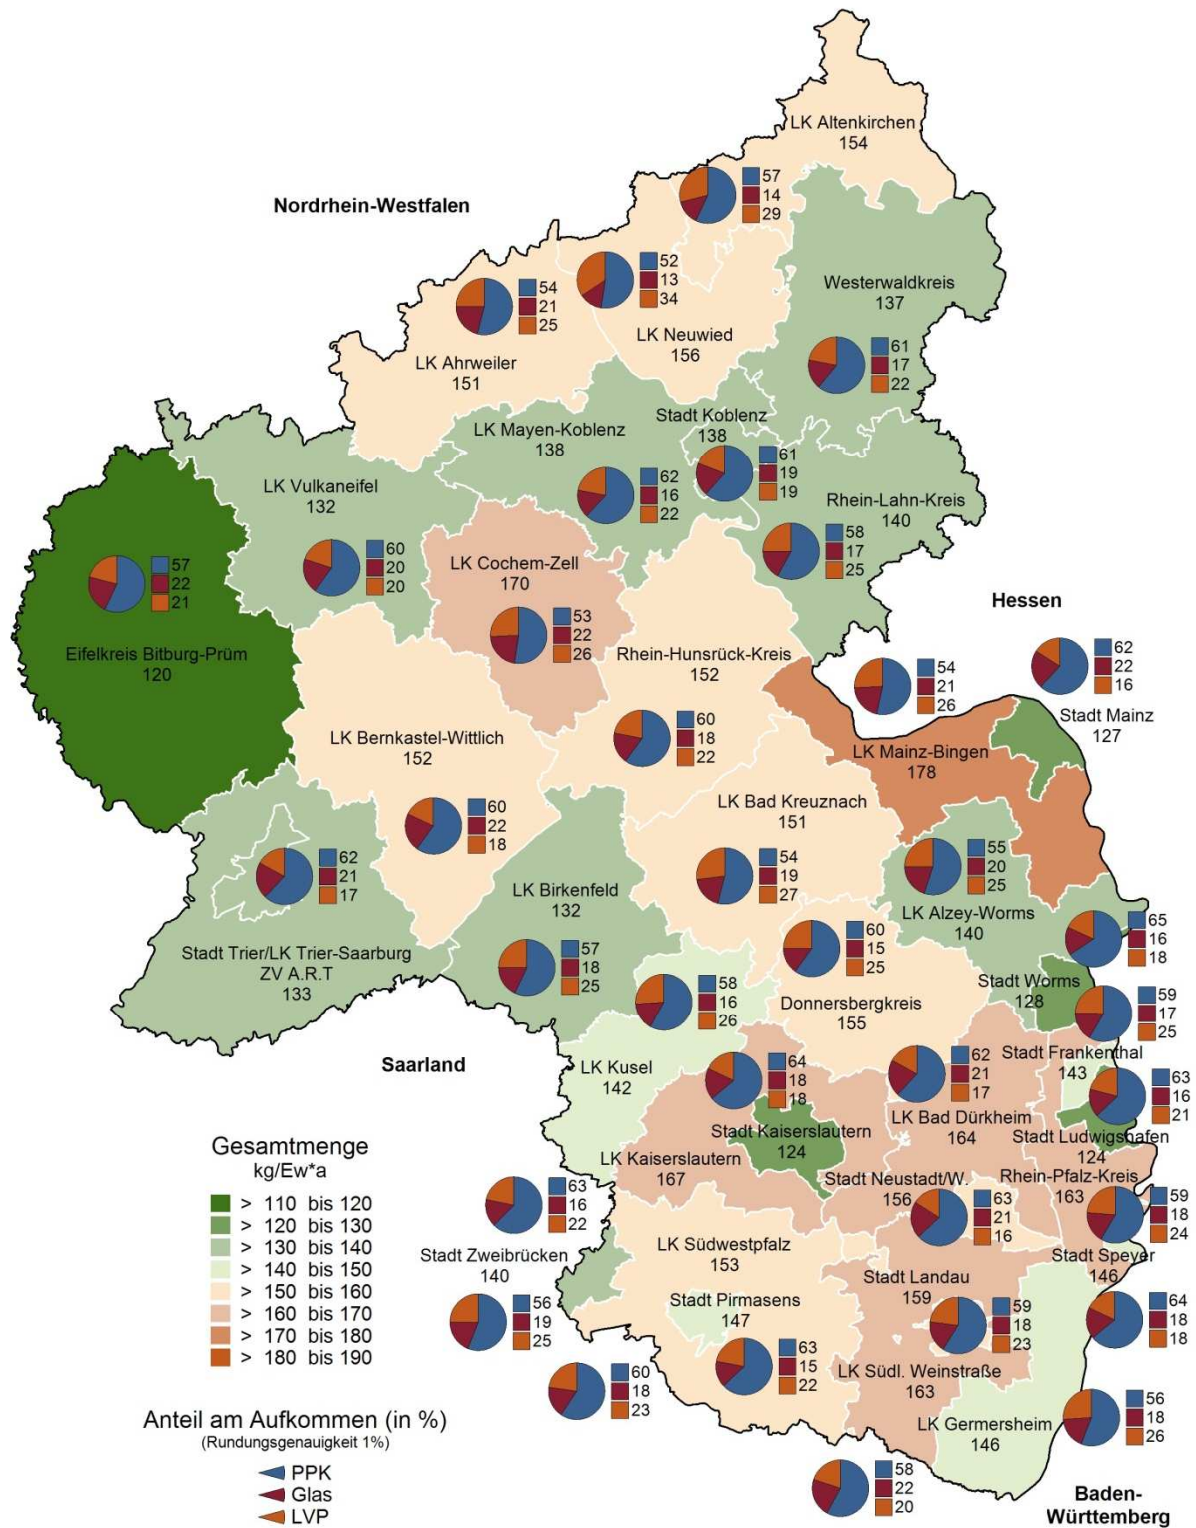 LK Altenkirchen
154
57
14
29
Nordrhein-Westfalen
52
13
34
54
21
25
Westerwaldkreis
137
LK Neuwied
156
LK Ahrweiler
151
61
17
22
Stadt Koblenz
138
LK Mayen-Koblenz
138
61
19
19
62
16
22
LK Vulkaneifel
132
Rhein-Lahn-Kreis
140
58
17
25
60
20
20
LK Cochem-Zell
170
57
22
21
Hessen
53
22
26
Eifelkreis Bitburg-Prüm
120
Rhein-Hunsrück-Kreis
152
54
21
26
62
22
16
Stadt Mainz
127
60
18
22
LK Bernkastel-Wittlich
152
LK Mainz-Bingen
178
LK Bad Kreuznach
151
60
22
18
62
21
17
54
19
27
55
20
25
LK Birkenfeld
132
LK Alzey-Worms
140
65
16
18
60
15
25
Stadt Trier/LK Trier-Saarburg
ZV A.R.T
133
57
18
25
58
16
26
Stadt Worms
128
59
17
25
Donnersbergkreis
155
Saarland
LK Kusel
142
64
18
18
62
21
17
Stadt Frankenthal
143
63
16
21
LK Bad Dürkheim
164
Stadt Kaiserslautern
124
Stadt Ludwigshafen
124
LK Kaiserslautern
167
Stadt Neustadt/W.
156
Rhein-Pfalz-Kreis
163
63
16
22
63
21
16
59
18
24
Stadt Zweibrücken
140
LK Südwestpfalz
153
Stadt Speyer
146
Stadt Landau
159
56
19
25
Stadt Pirmasens
147
59
18
23
64
18
18
63
15
22
60
18
23
LK Südl. Weinstraße
163
LK Germersheim
146
56
18
26
58
22
20
Baden-
Württemberg
Gesamtmenge
kg/Ew*a
> 110 bis 120
> 120 bis 130
> 130 bis 140
> 140 bis 150
> 150 bis 160
> 160 bis 170
> 170 bis 180
> 180 bis 190
Anteil am Aufkommen (in %)
(Rundungsgenauigkeit 1%)
PPK
Glas
LVP